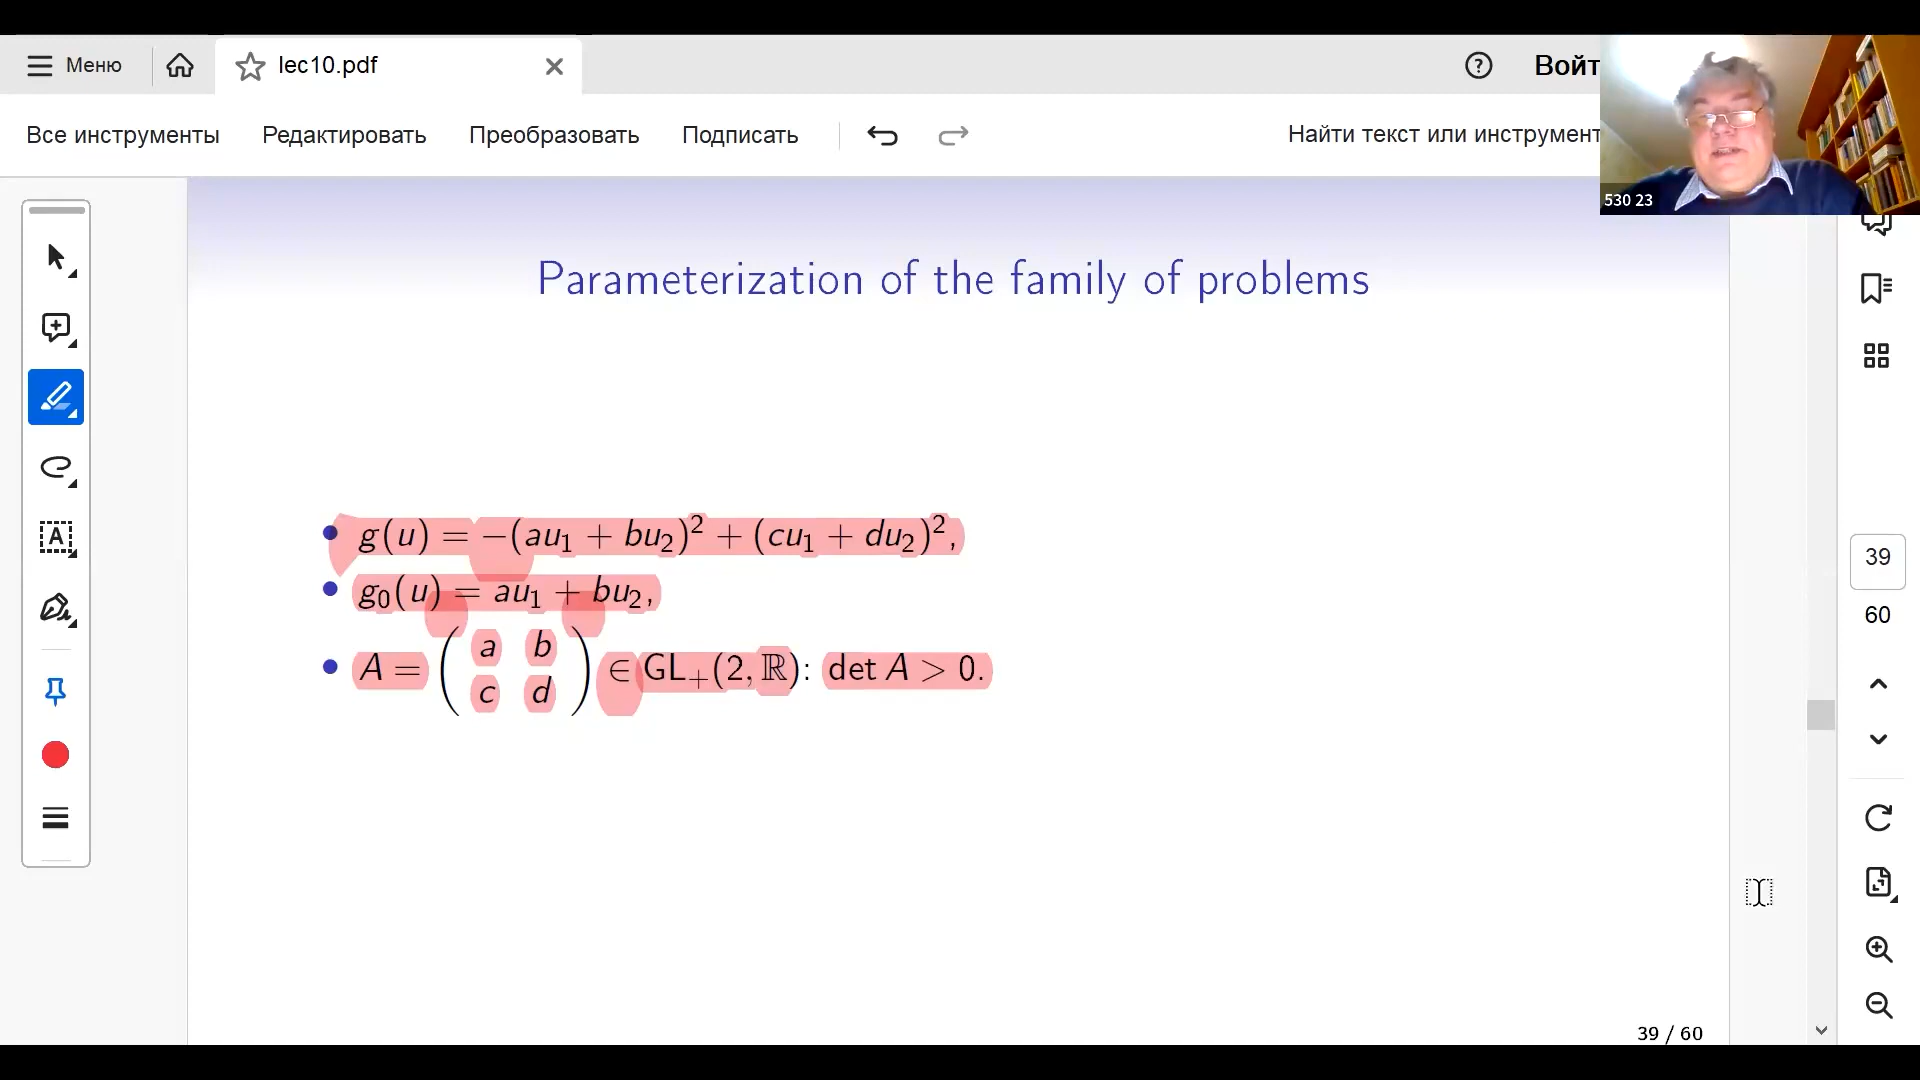 Меню
lec10.pdf
Войт
Все инструменты
Редактировать
Преобразовать
Подписать
Найти текст или инструмент
530 23
Parameterization of the family of problems
• g(u) = −(au₁ + bu₂)² + (cu₁ + du₂)²,
• g₀(u) = au₁ + bu₂,
• A = ( a b
c d ) ∈ GL₊(2, ℝ): det A > 0.
39
60
39 / 60